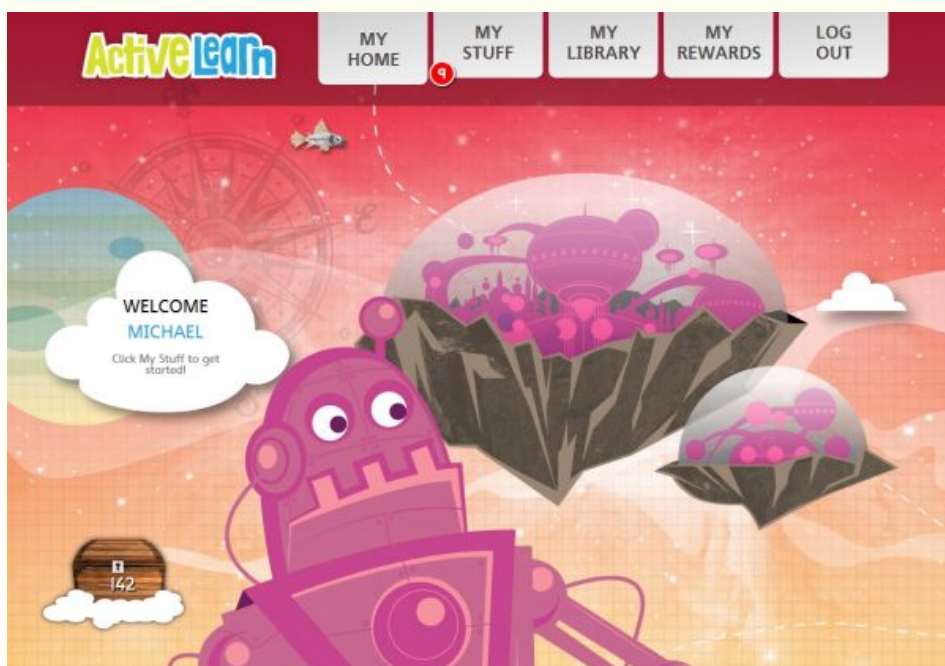 ActiveLearn
MY
HOME
MY
STUFF
MY
LIBRARY
MY
REWARDS
LOG
OUT
9
WELCOME
MICHAEL
Click My Stuff to get
started!
142